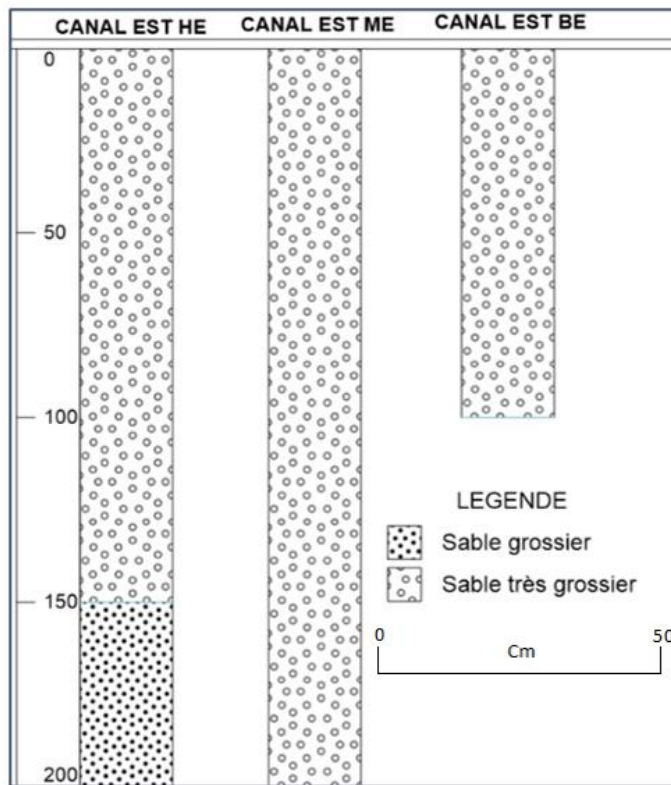 CANAL EST HE CANAL EST ME CANAL EST BE
0
50
100
150
200
LEGENDE
Sable grossier
Sable très grossier
0 50
Cm